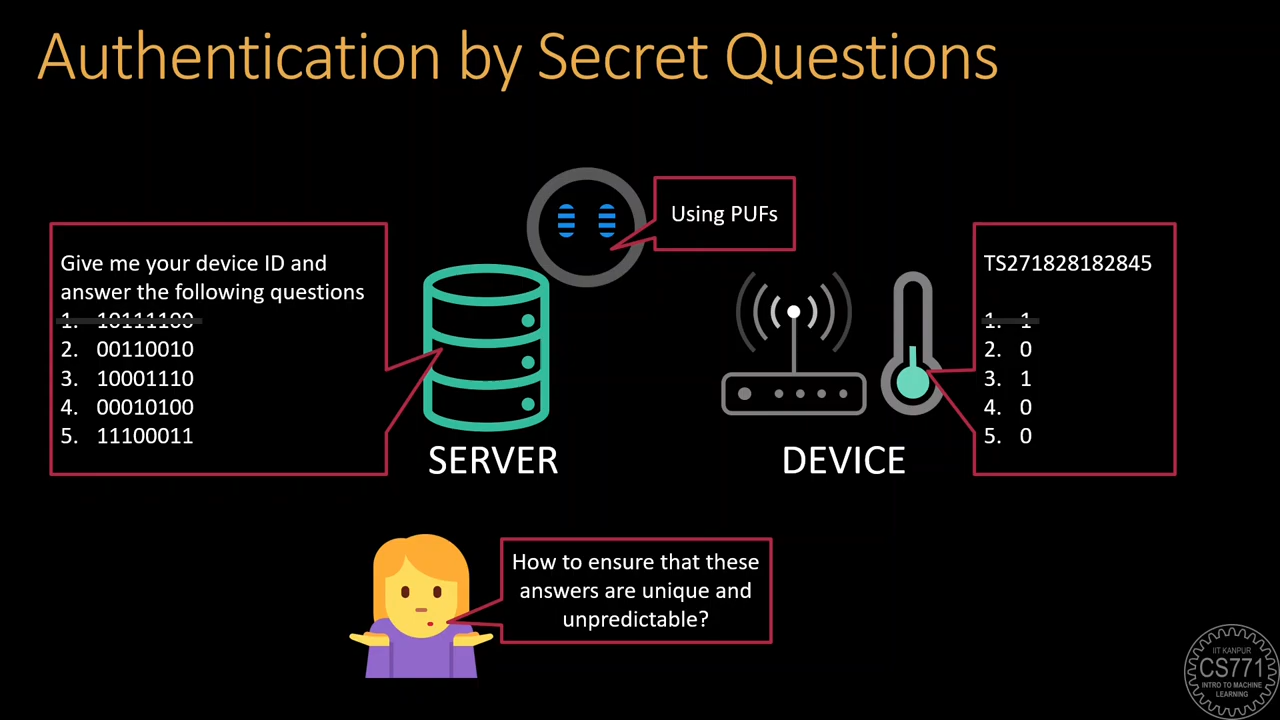 Authentication by Secret Questions
Using PUFs
Give me your device ID and
answer the following questions
1. 10111100
2. 00110010
3. 10001110
4. 00010100
5. 11100011
TS271828182845
1. 1
2. 0
3. 1
4. 0
5. 0
SERVER
DEVICE
How to ensure that these
answers are unique and
unpredictable?
IIT KANPUR
CS771
INTRO TO MACHINE
LEARNING